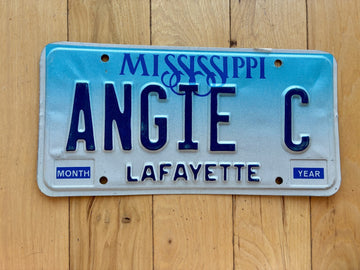 MISSISSIPPI
ANGIE C
MONTH LAFAYETTE YEAR